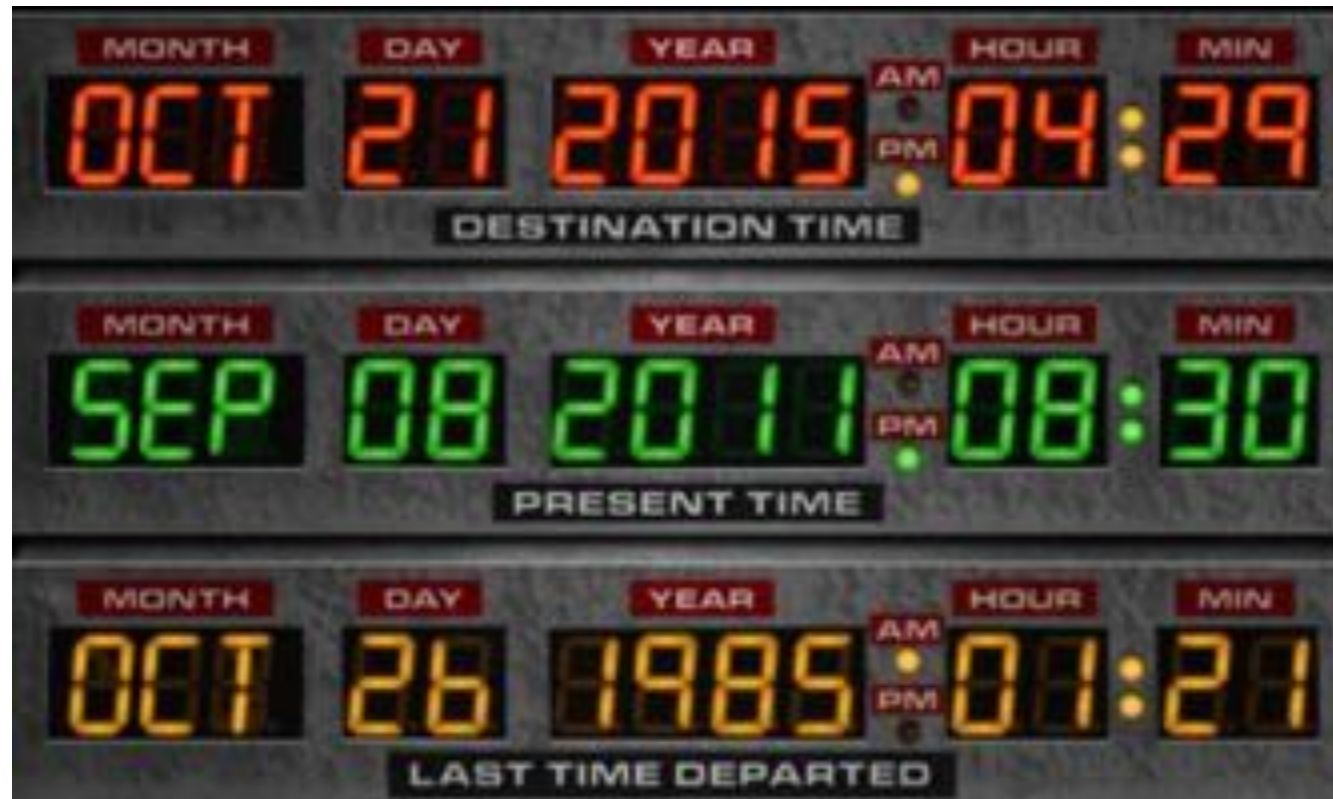 MONTH DAY YEAR AM HOUR MIN
OCT 21 2015 PM 04:29
DESTINATION TIME
MONTH DAY YEAR AM HOUR MIN
SEP 08 2011 PM 08:30
PRESENT TIME
MONTH DAY YEAR AM HOUR MIN
OCT 26 1985 PM 01:21
LAST TIME DEPARTED